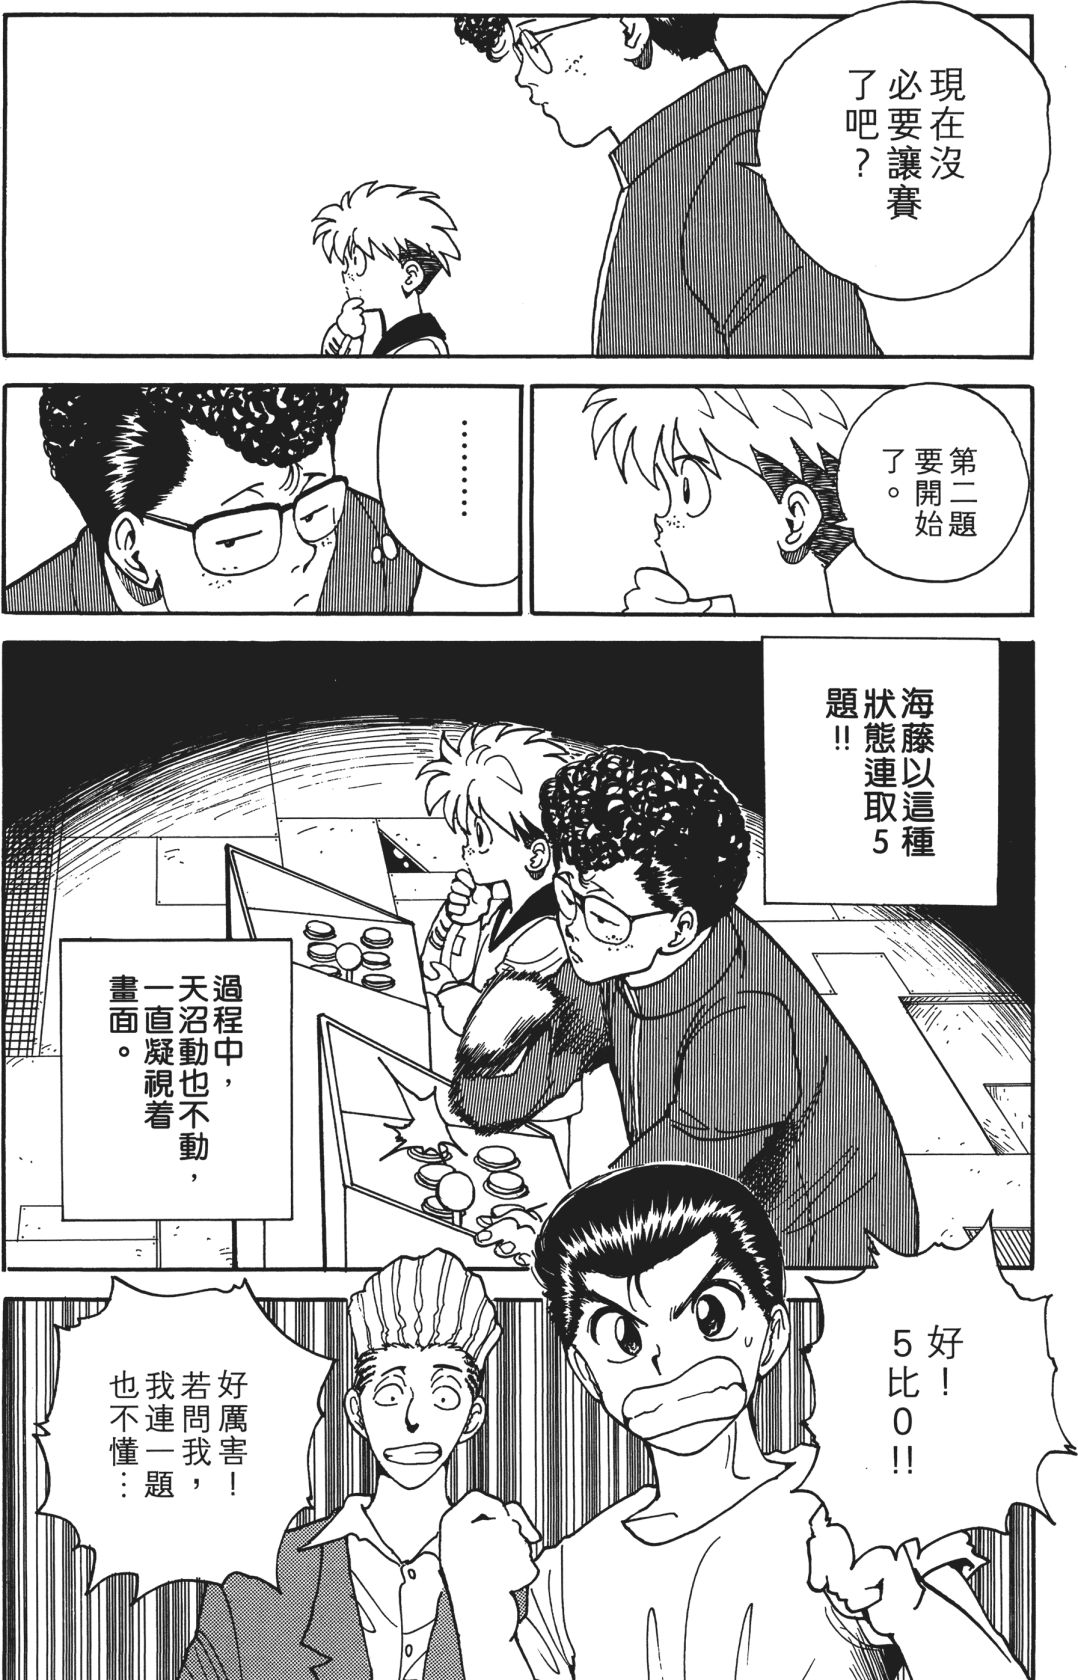 現在沒
必要讓賽
了吧？
第二題
要開始
了。
………
海藤以這種
狀態連取5
題!!
過程中，
天沼動也不動，
一直凝視着
畫面。
好！
5比0!!
好厲害！
若問我，
我連一題
也不懂…